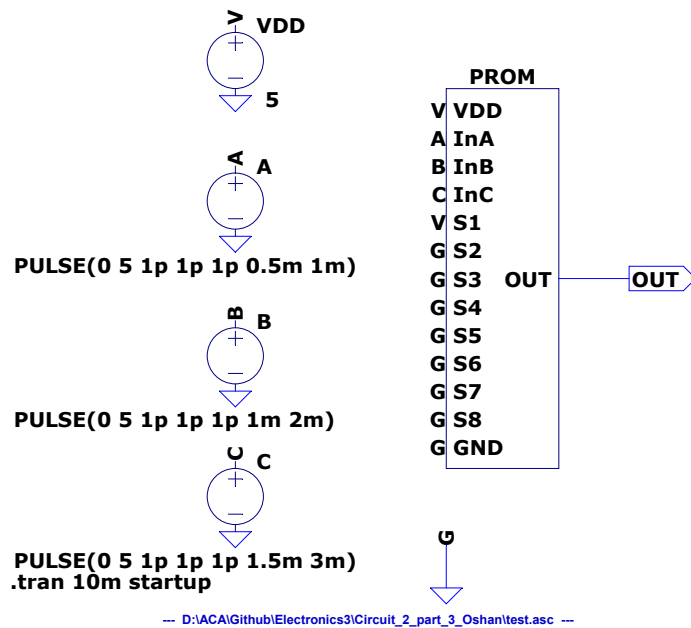 V
VDD
5
A
A
PULSE(0 5 1p 1p 1p 0.5m 1m)
B
B
PULSE(0 5 1p 1p 1p 1m 2m)
C
C
PULSE(0 5 1p 1p 1p 1.5m 3m)
.tran 10m startup
PROM
V VDD
A InA
B InB
C InC
V S1
G S2
G S3
G S4
G S5
G S6
G S7
G S8
G GND
OUT
OUT
G
--- D:\ACA\Github\Electronics3\Circuit_2_part_3_Oshan\test.asc ---